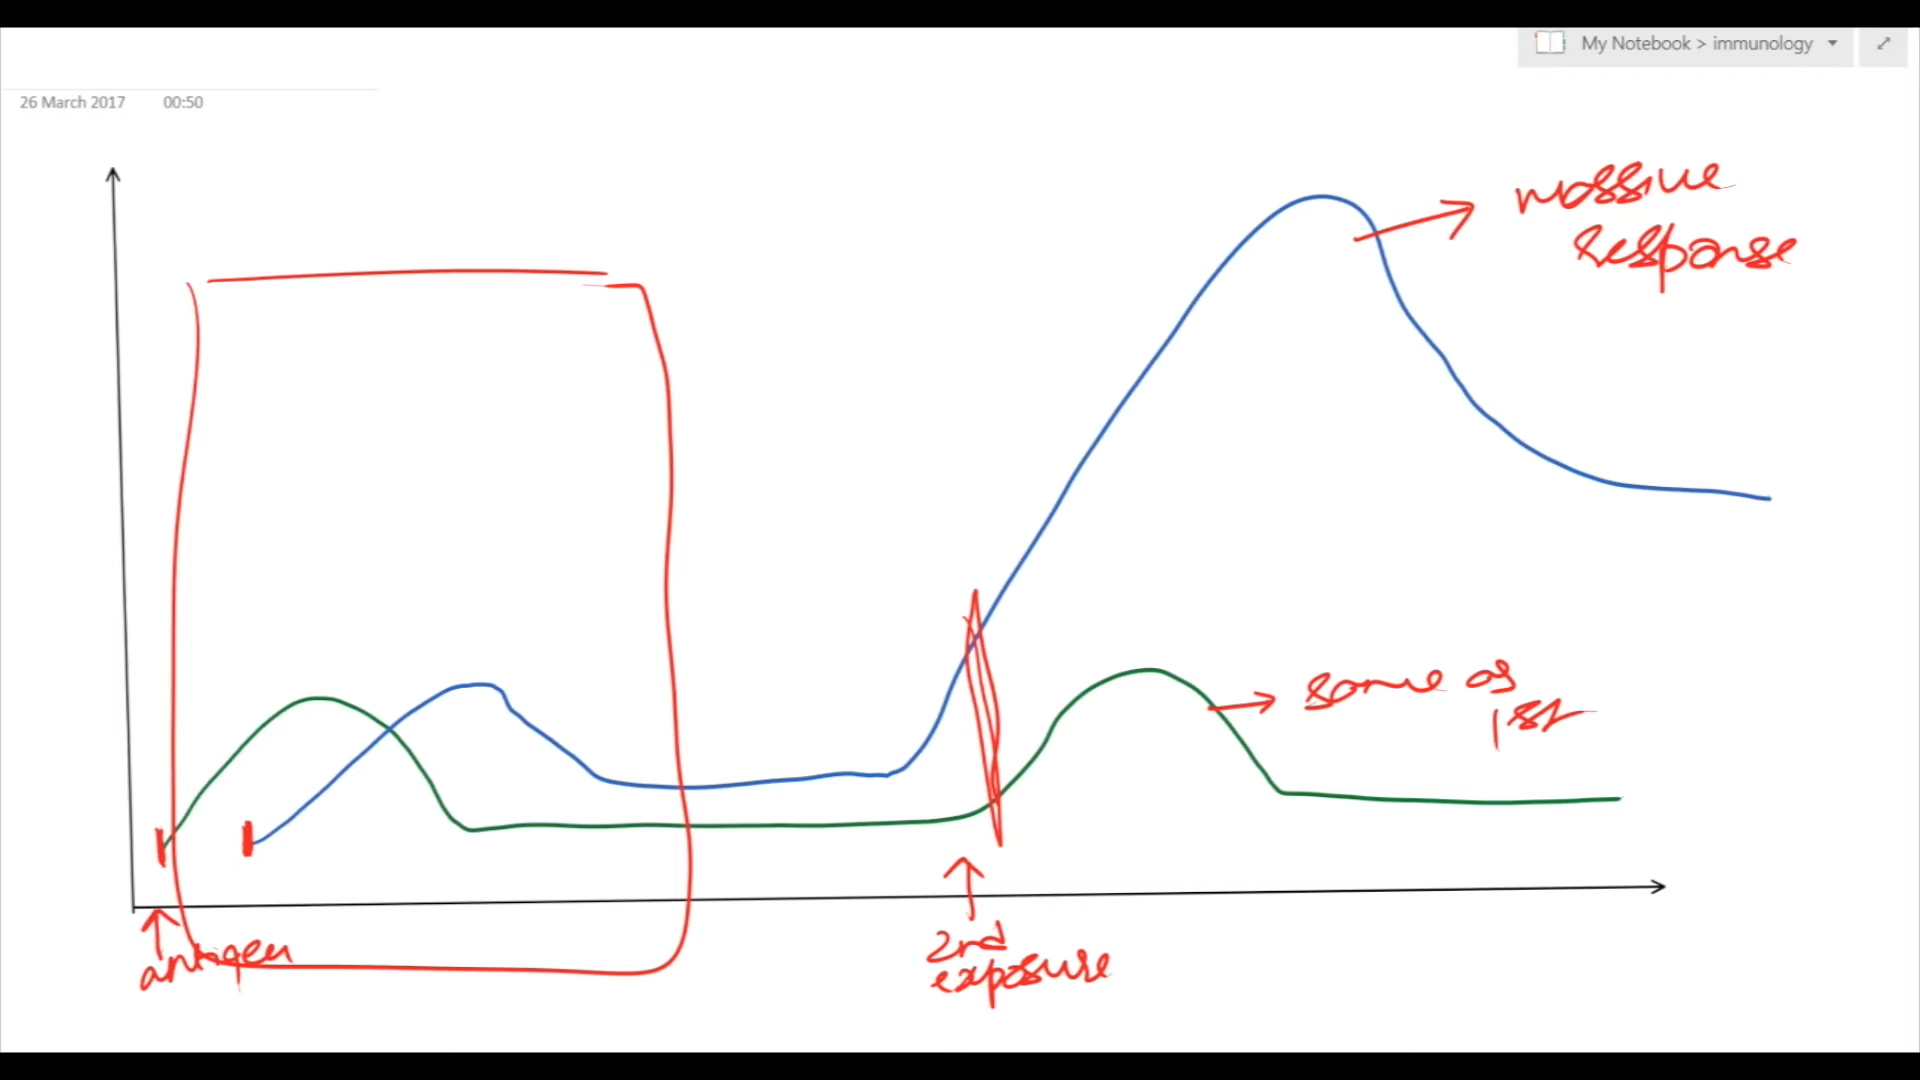 My Notebook > immunology
26 March 2017 00:50
massive
response
same as
1st
antigen
2nd
exposure